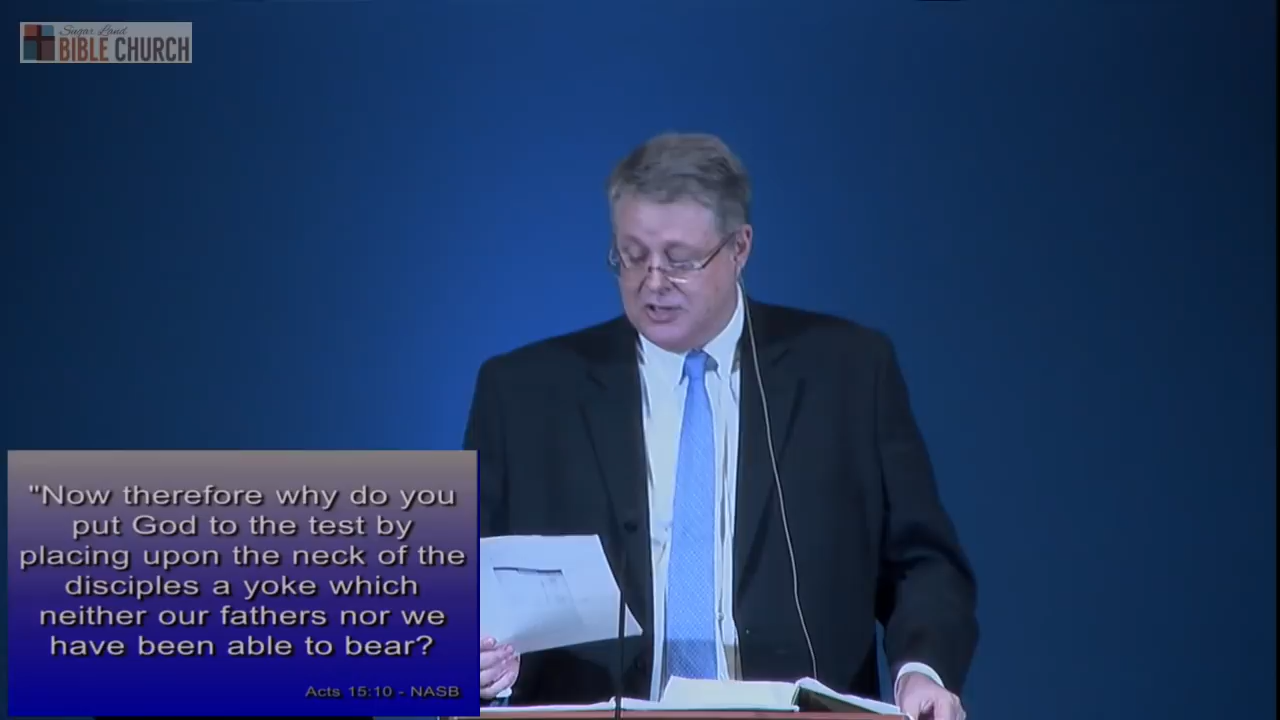 Sugar Land
BIBLE CHURCH
"Now therefore why do you
put God to the test by
placing upon the neck of the
disciples a yoke which
neither our fathers nor we
have been able to bear?
Acts 15:10 - NASB